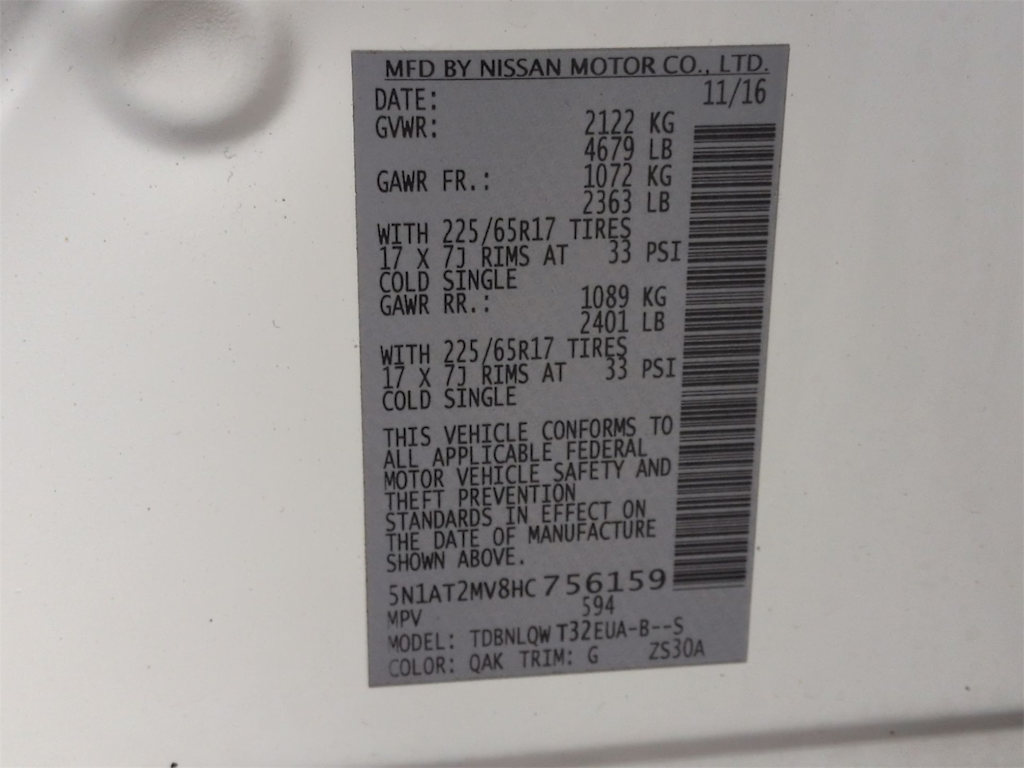 MFD BY NISSAN MOTOR CO., LTD.
DATE: 11/16
GVWR: 2122 KG
4679 LB
GAWR FR.: 1072 KG
2363 LB
WITH 225/65R17 TIRES
17 X 7J RIMS AT 33 PSI
COLD SINGLE
GAWR RR.: 1089 KG
2401 LB
WITH 225/65R17 TIRES
17 X 7J RIMS AT 33 PSI
COLD SINGLE
THIS VEHICLE CONFORMS TO
ALL APPLICABLE FEDERAL
MOTOR VEHICLE SAFETY AND
THEFT PREVENTION
STANDARDS IN EFFECT ON
THE DATE OF MANUFACTURE
SHOWN ABOVE.
5N1AT2MV8HC756159
MPV 594
MODEL: TDBNLQW T32EUA-B--S
COLOR: QAK TRIM: G ZS30A